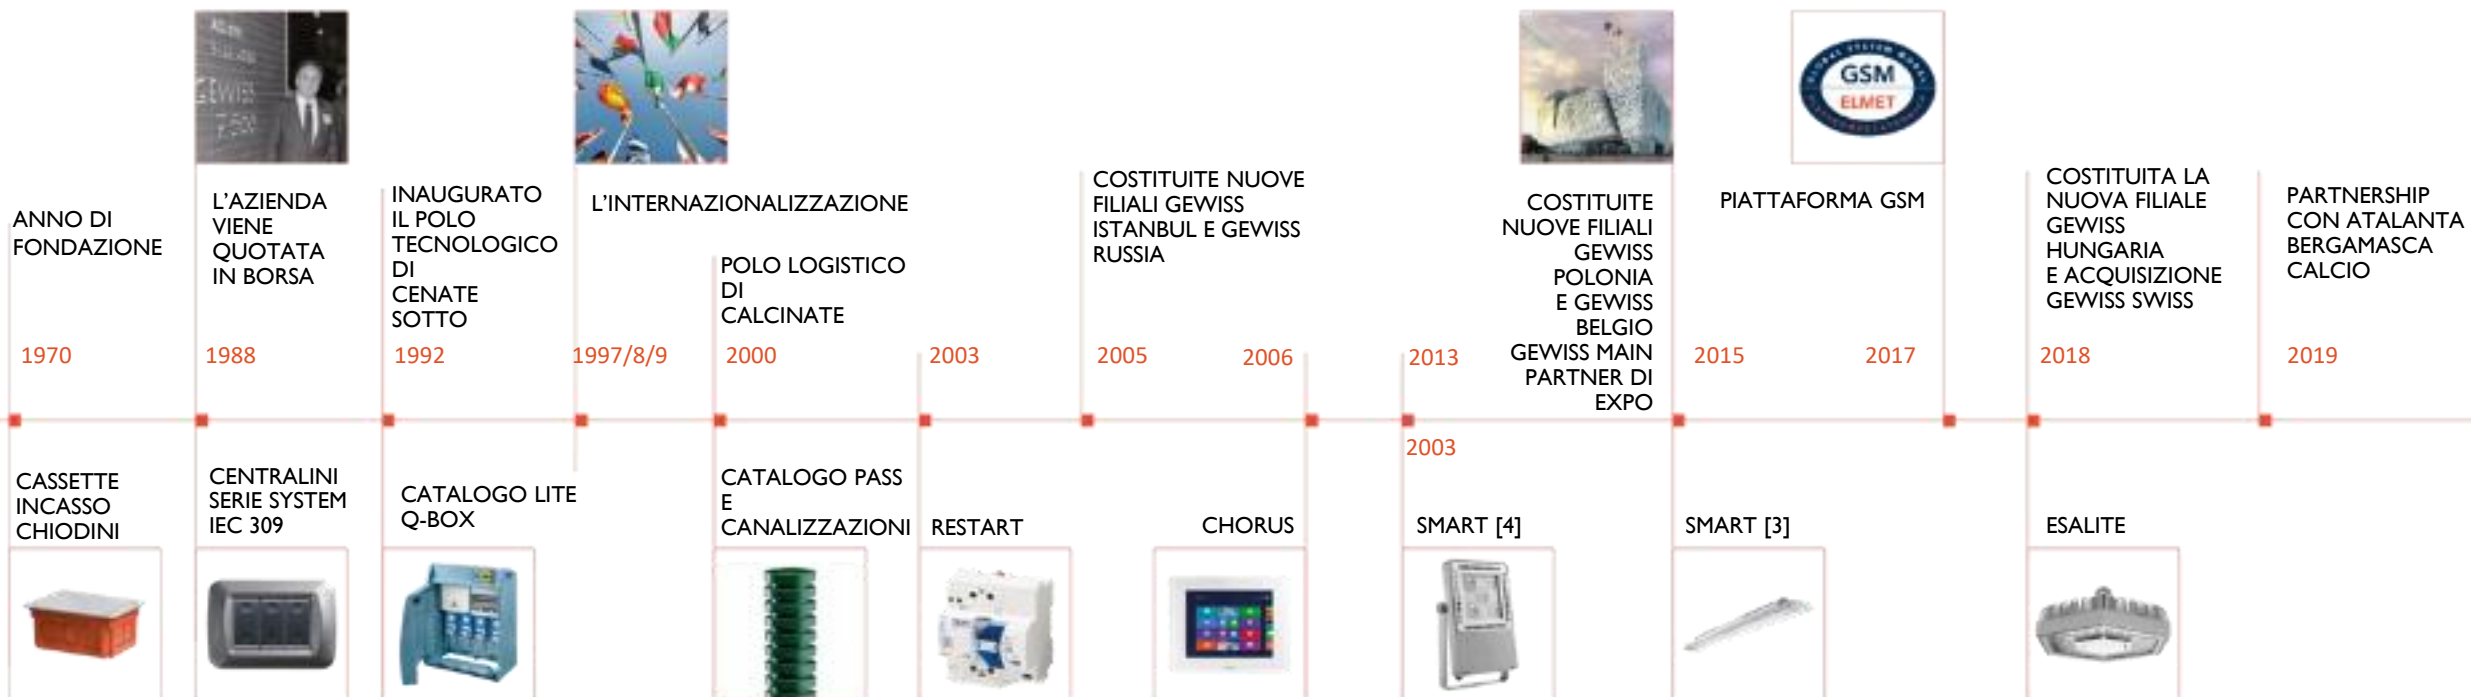 GEWISS
7.500
GSM
ELMET
ANNO DI
FONDAZIONE
L'AZIENDA
VIENE
QUOTATA
IN BORSA
INAUGURATO
IL POLO
TECNOLOGICO
DI
CENATE
SOTTO
L'INTERNAZIONALIZZAZIONE
POLO LOGISTICO
DI
CALCINATE
COSTITUITE NUOVE
FILIALI GEWISS
ISTANBUL E GEWISS
RUSSIA
COSTITUITE
NUOVE FILIALI
GEWISS
POLONIA
E GEWISS
BELGIO
GEWISS MAIN
PARTNER DI
EXPO
PIATTAFORMA GSM
COSTITUITA LA
NUOVA FILIALE
GEWISS
HUNGARIA
E ACQUISIZIONE
GEWISS SWISS
PARTNERSHIP
CON ATALANTA
BERGAMASCA
CALCIO
1970
1988
1992
1997/8/9
2000
2003
2005
2006
2013
2015
2017
2018
2019
2003
CASSETTE
INCASSO
CHIODINI
CENTRALINI
SERIE SYSTEM
IEC 309
CATALOGO LITE
Q-BOX
CATALOGO PASS
E
CANALIZZAZIONI
RESTART
CHORUS
SMART [4]
SMART [3]
ESALITE